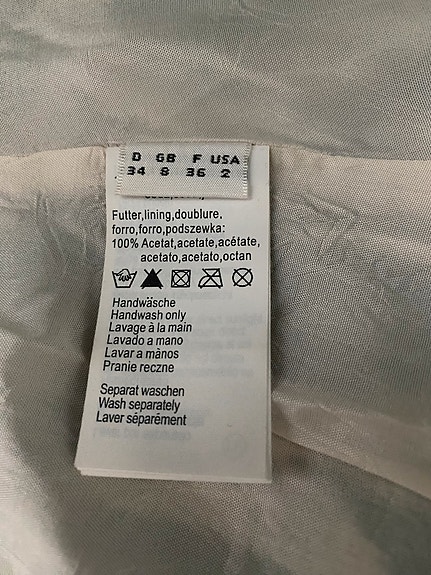 D GB F USA
34 8 36 2
Futter,lining,doublure,
forro,forro,podszewka:
100% Acetat,acetate,acétate,
acetato,acetato,octan
Handwäsche
Handwash only
Lavage à la main
Lavado a mano
Lavar a mãnos
Pranie reczne
Separat waschen
Wash separately
Laver séparément